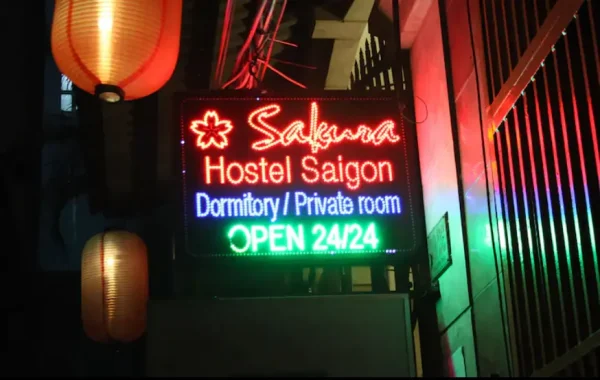 Sakura
Hostel Saigon
Dormitory / Private room
OPEN 24/24